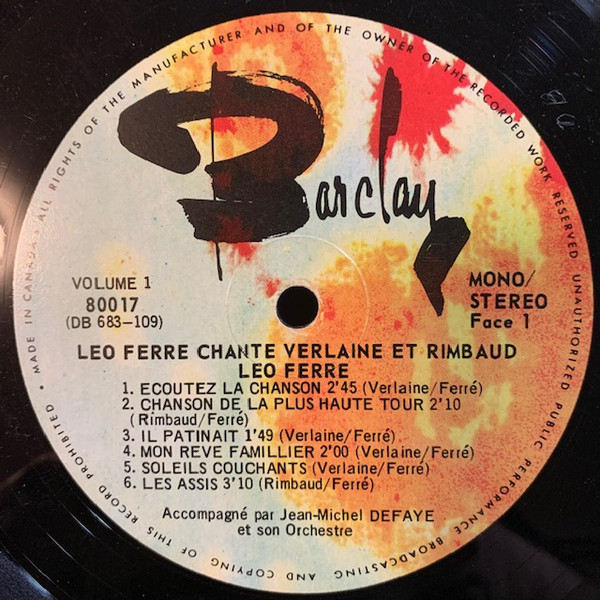 MADE IN CANADA • ALL RIGHTS OF THE MANUFACTURER AND OF THE OWNER OF THE RECORDED WORK RESERVED UNAUTHORIZED PUBLIC PERFORMANCE BROADCASTING AND COPYING OF THIS RECORD PROHIBITED •
Barclay
VOLUME 1
80017
(DB 683-109)
MONO/
STEREO
Face 1
LEO FERRE CHANTE VERLAINE ET RIMBAUD
LEO FERRE
1. ECOUTEZ LA CHANSON 2'45 (Verlaine/Ferré)
2. CHANSON DE LA PLUS HAUTE TOUR 2'10
(Rimbaud/Ferré)
3. IL PATINAIT 1'49 (Verlaine/Ferré)
4. MON REVE FAMILLIER 2'00 (Verlaine/Ferré)
5. SOLEILS COUCHANTS (Verlaine/Ferré)
6. LES ASSIS 3'10 (Rimbaud/Ferré)
Accompagné par Jean-Michel DEFAYE
et son Orchestre